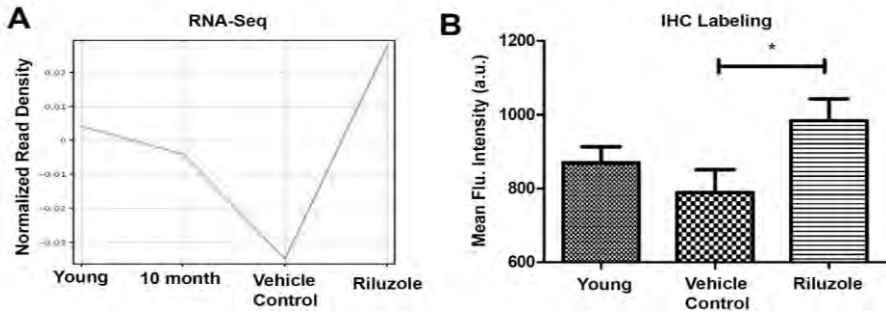 A
RNA-Seq
Normalized Read Density
0.02
0.01
0
-0.01
-0.02
-0.03
Young
10 month
Vehicle
Control
Riluzole
B
IHC Labeling
Mean Flu. Intensity (a.u.)
1200
1000
800
600
*
Young
Vehicle
Control
Riluzole